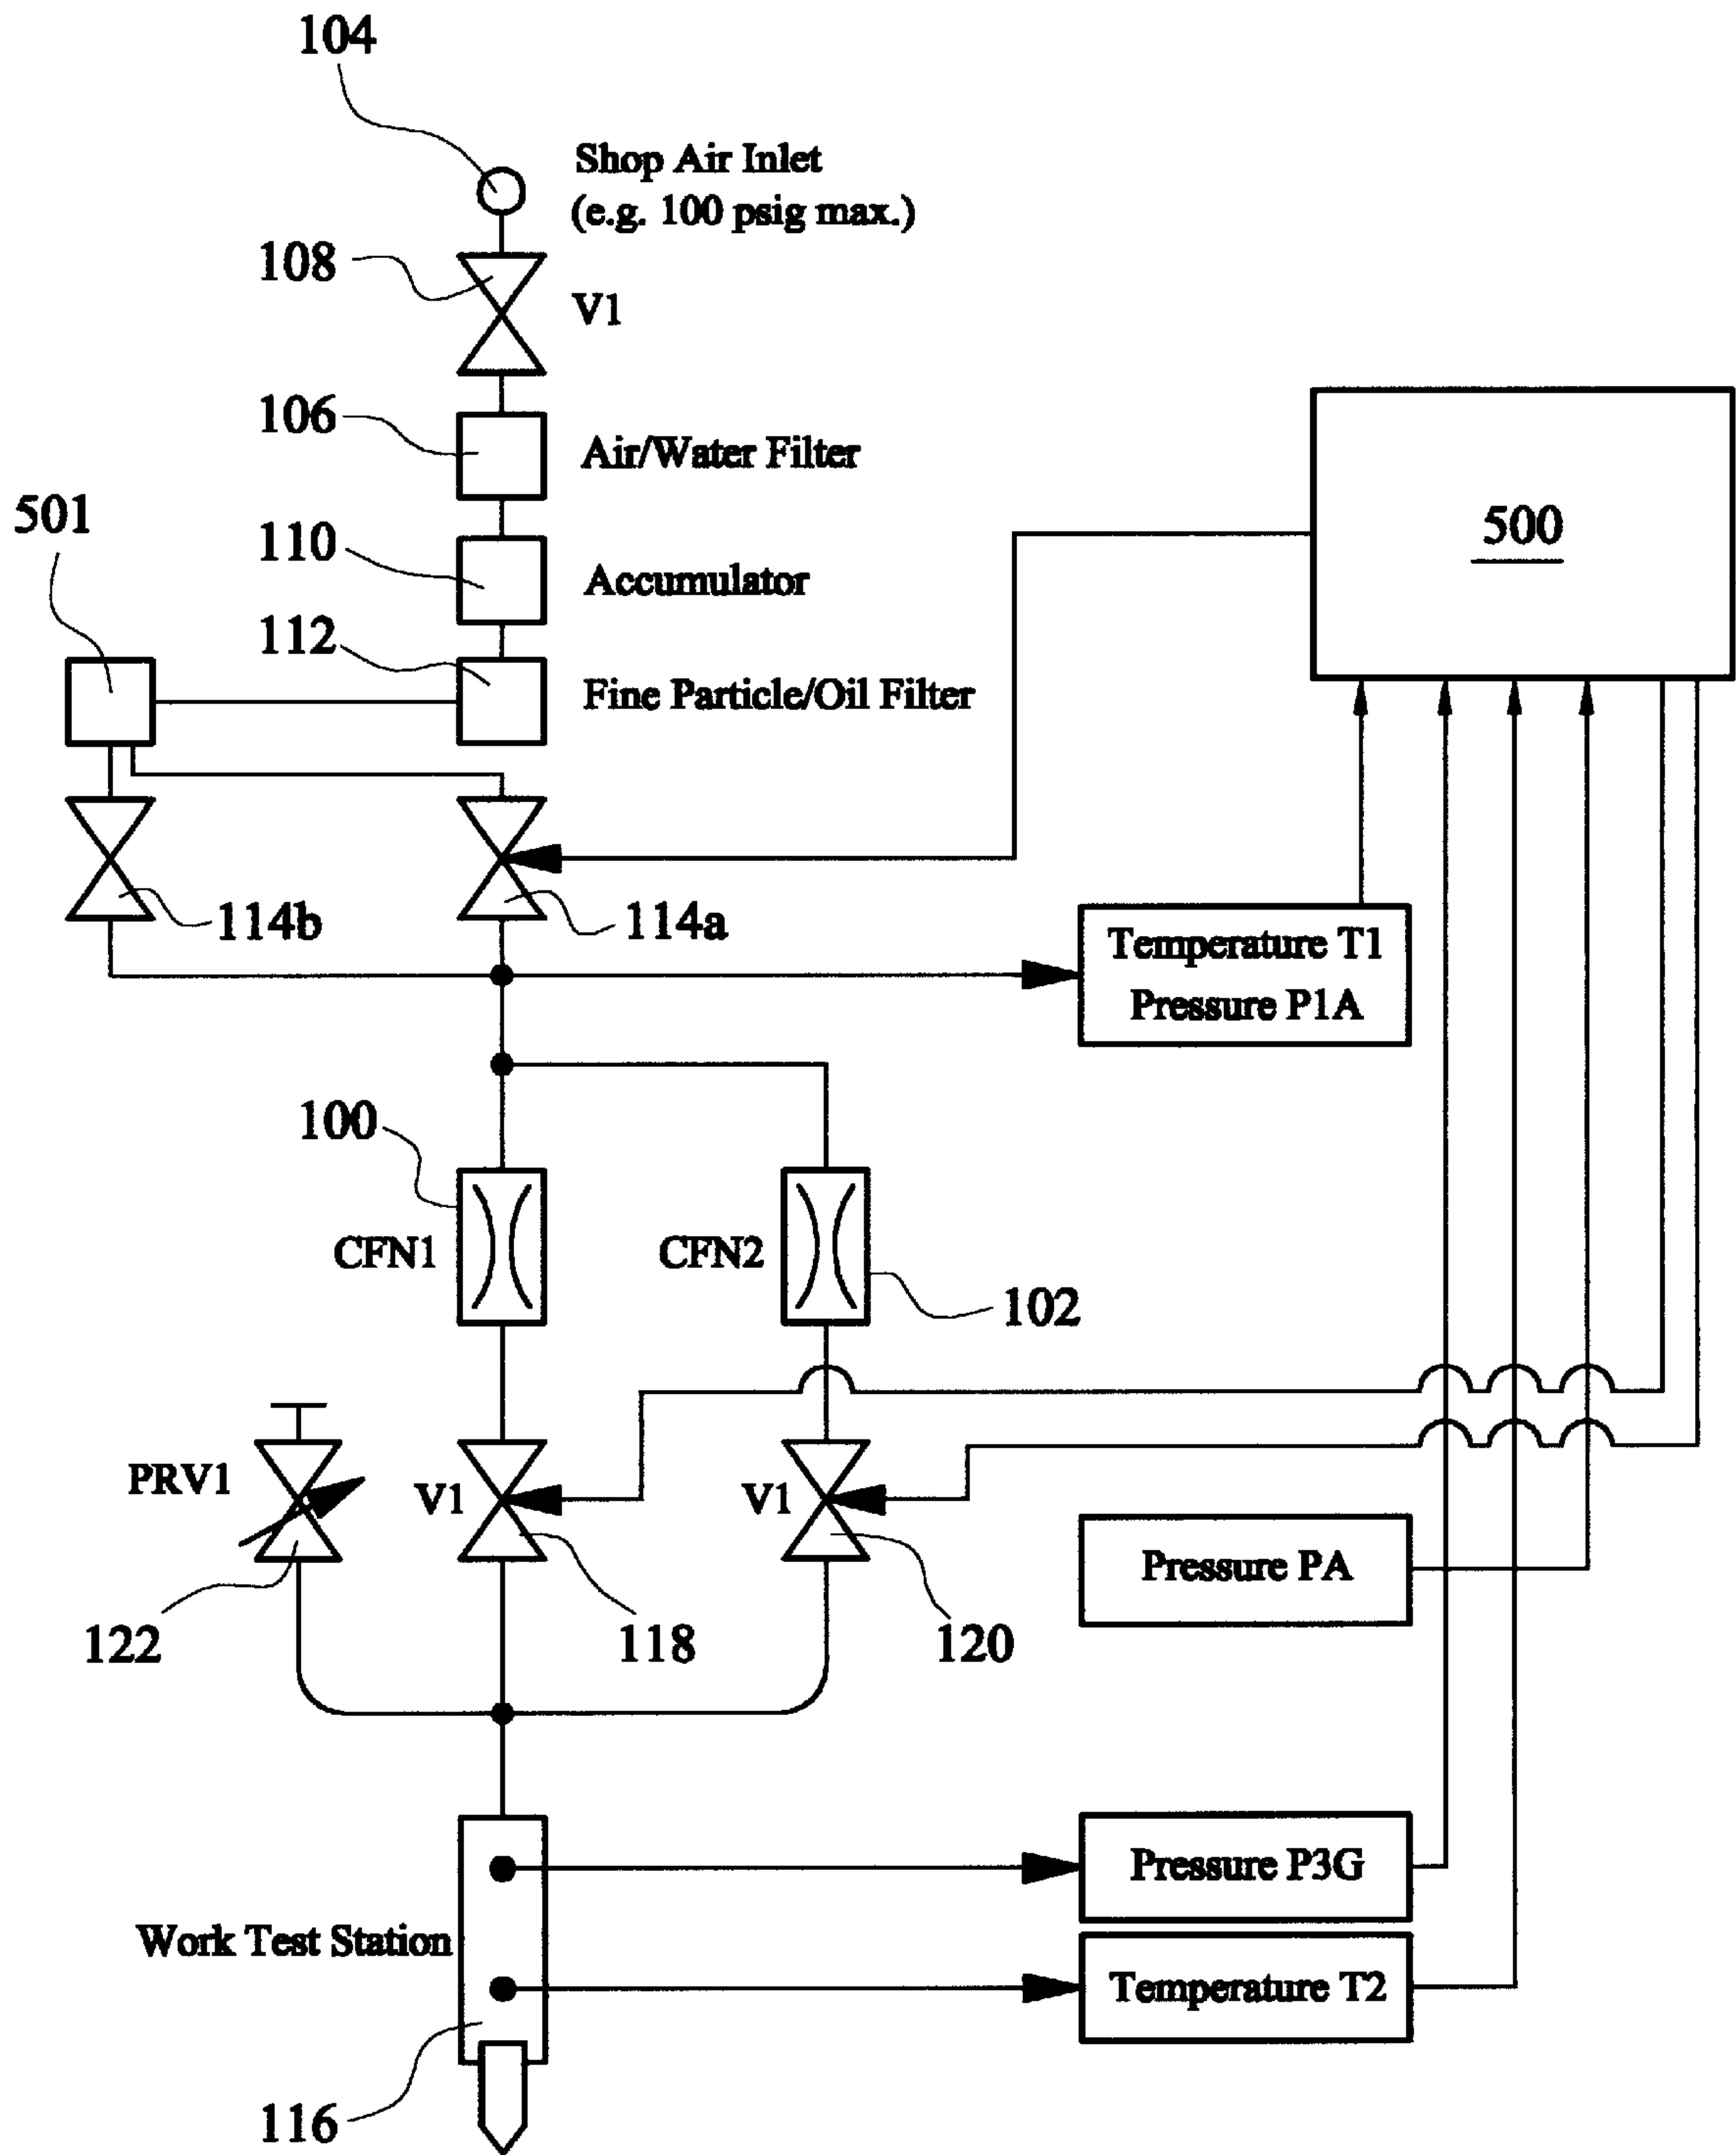 104
Shop Air Inlet
(e.g. 100 psig max.)
108
V1
106
Air/Water Filter
501
110
Accumulator
500
112
Fine Particle/Oil Filter
114b
114a
Temperature T1
Pressure P1A
100
CFN1
CFN2
102
PRV1
V1
V1
Pressure PA
122
118
120
Pressure P3G
Work Test Station
Temperature T2
116